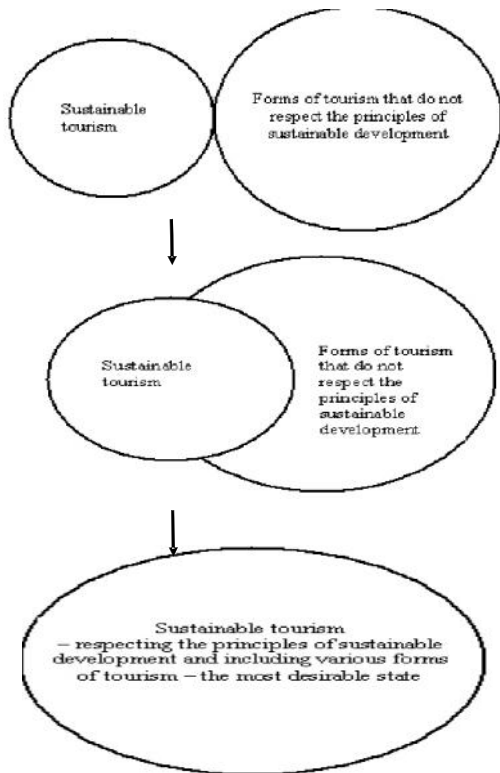 Sustainable
tourism
Forms of tourism that do not
respect the principles of
sustainable development
Sustainable
tourism
Forms of tourism
that do not
respect the
principles of
sustainable
development
Sustainable tourism
– respecting the principles of sustainable
development and including various forms
of tourism – the most desirable state